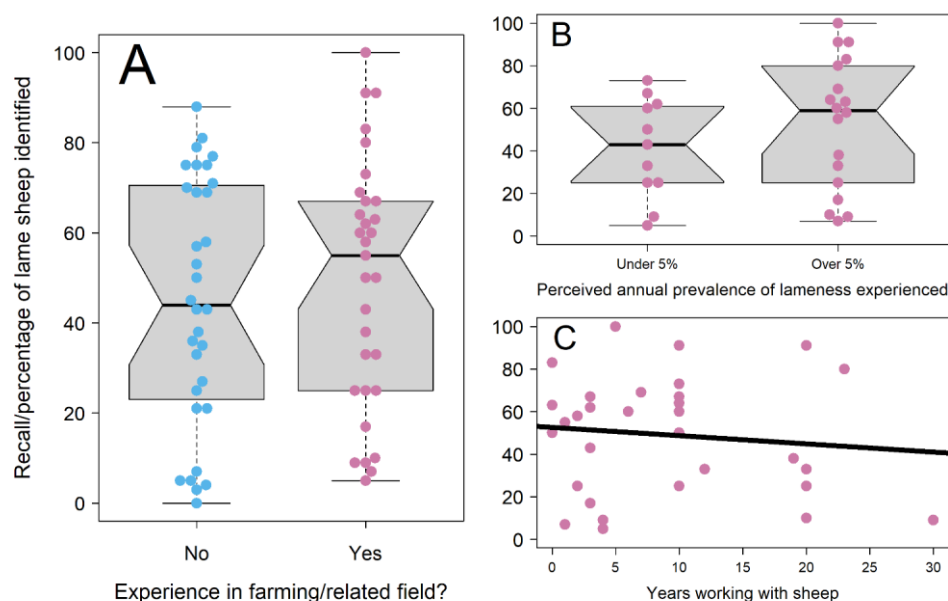 A
Recall/percentage of lame sheep identified
100
80
60
40
20
0
No Yes
Experience in farming/related field?
B
100
80
60
40
20
0
Under 5% Over 5%
Perceived annual prevalence of lameness experienced
C
100
80
60
40
20
0
0 5 10 15 20 25 30
Years working with sheep